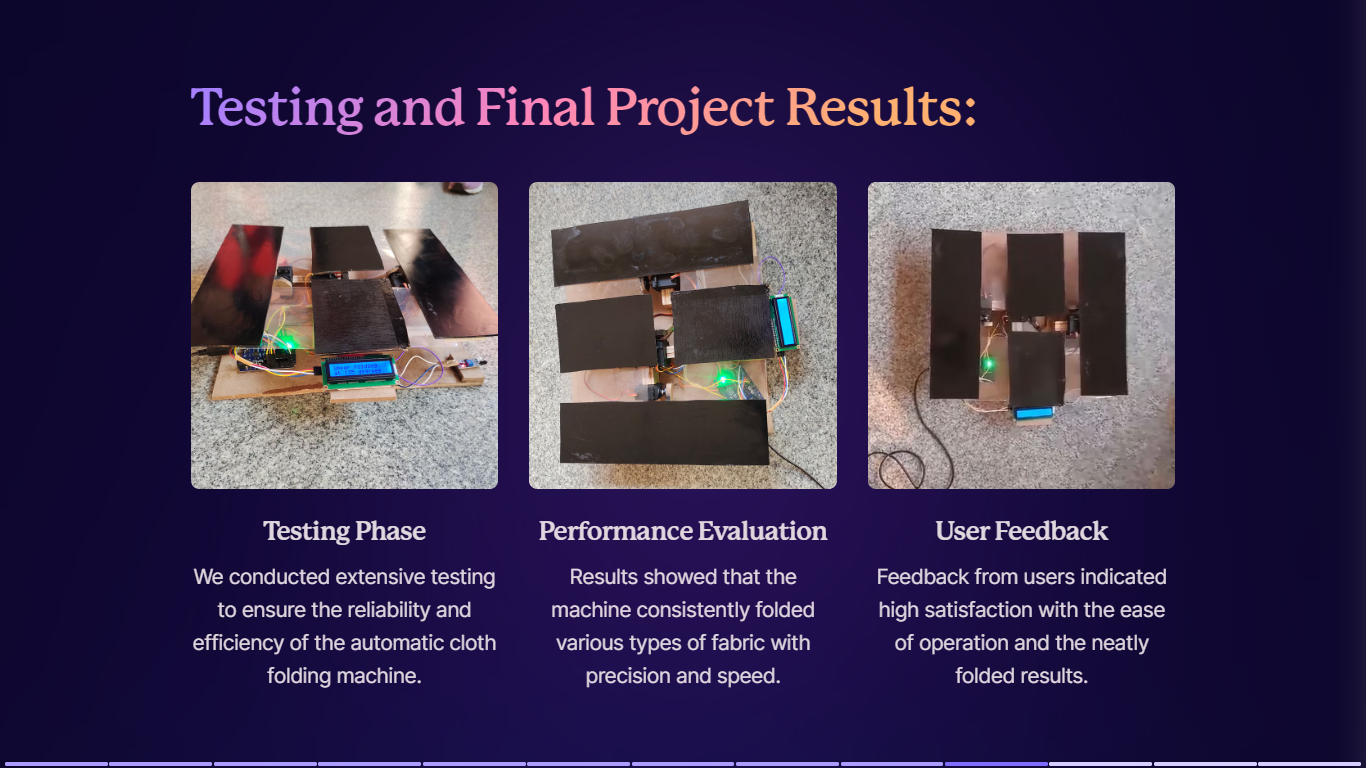 Testing and Final Project Results:
Testing Phase
We conducted extensive testing
to ensure the reliability and
efficiency of the automatic cloth
folding machine.
Performance Evaluation
Results showed that the
machine consistently folded
various types of fabric with
precision and speed.
User Feedback
Feedback from users indicated
high satisfaction with the ease
of operation and the neatly
folded results.